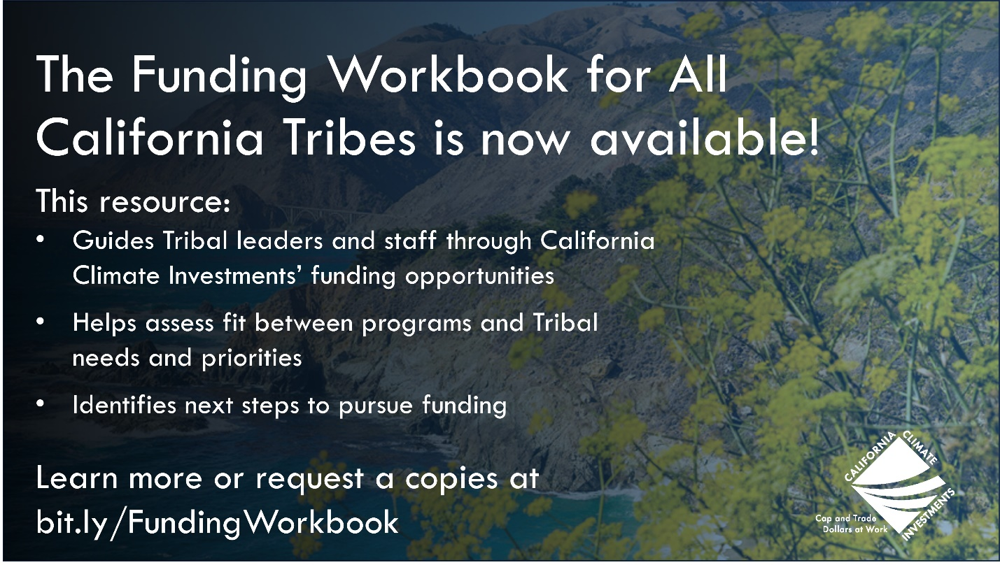 The Funding Workbook for All
California Tribes is now available!
This resource:
• Guides Tribal leaders and staff through California
Climate Investments’ funding opportunities
• Helps assess fit between programs and Tribal
needs and priorities
• Identifies next steps to pursue funding
Learn more or request a copies at
bit.ly/FundingWorkbook
CALIFORNIA CLIMATE
INVESTMENTS
Cap and Trade
Dollars at Work